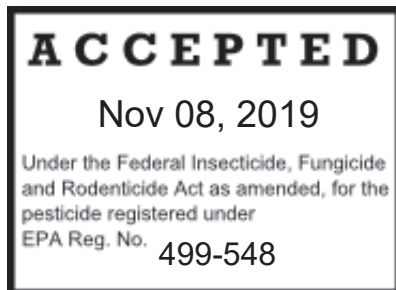 ACCEPTED
Nov 08, 2019
Under the Federal Insecticide, Fungicide
and Rodenticide Act as amended, for the
pesticide registered under
EPA Reg. No. 499-548